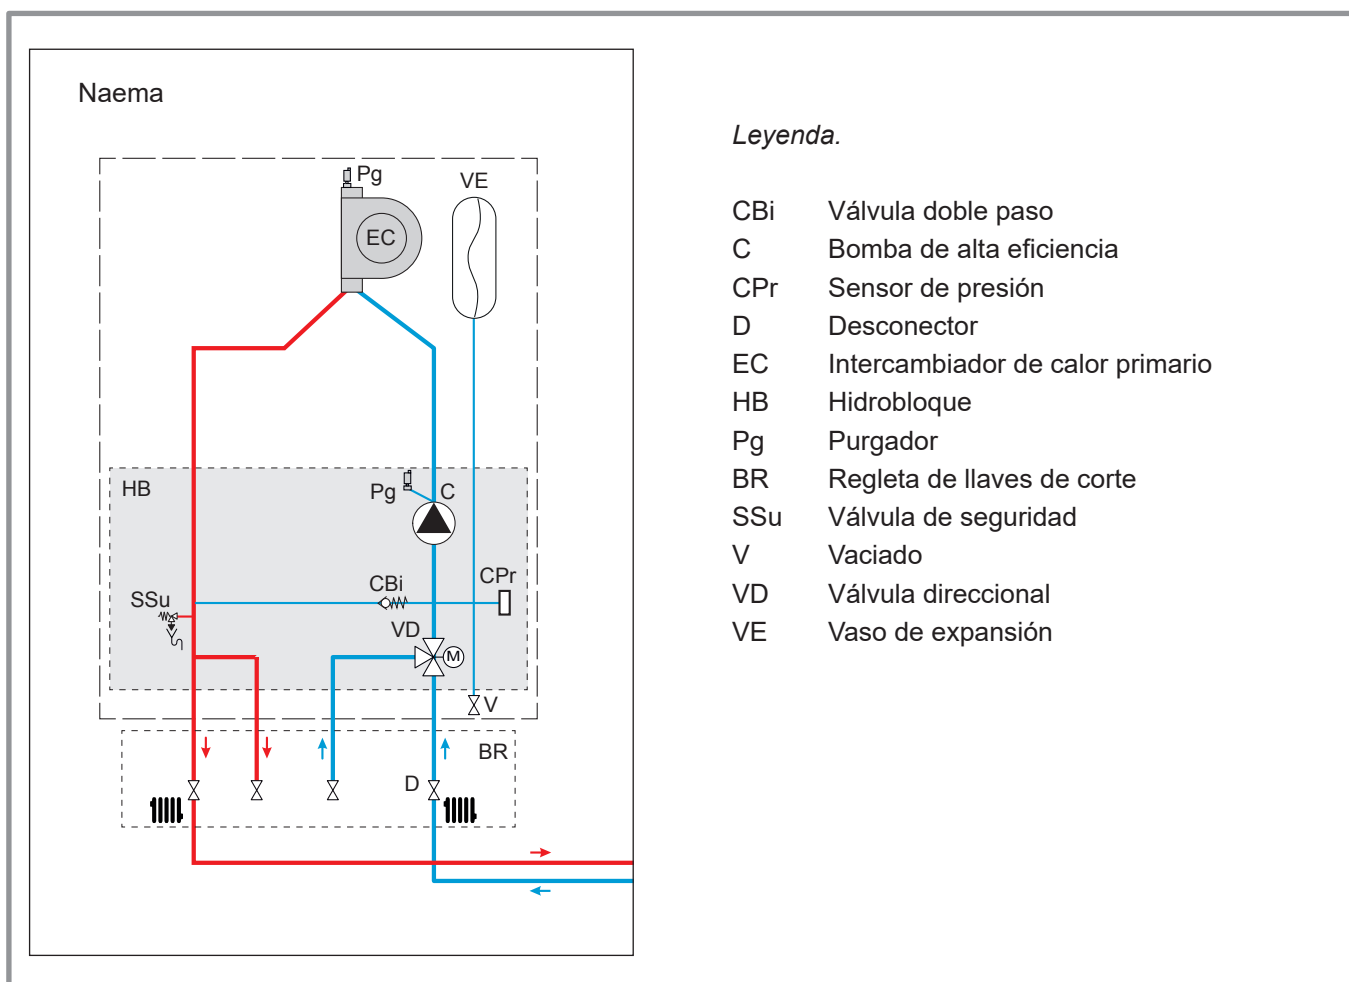 Naema
Pg
VE
EC
HB
Pg
C
CBi
CPr
SSu
VD
M
V
BR
D
Leyenda.
CBi Válvula doble paso
C Bomba de alta eficiencia
CPr Sensor de presión
D Desconector
EC Intercambiador de calor primario
HB Hidrobloque
Pg Purgador
BR Regleta de llaves de corte
SSu Válvula de seguridad
V Vaciado
VD Válvula direccional
VE Vaso de expansión